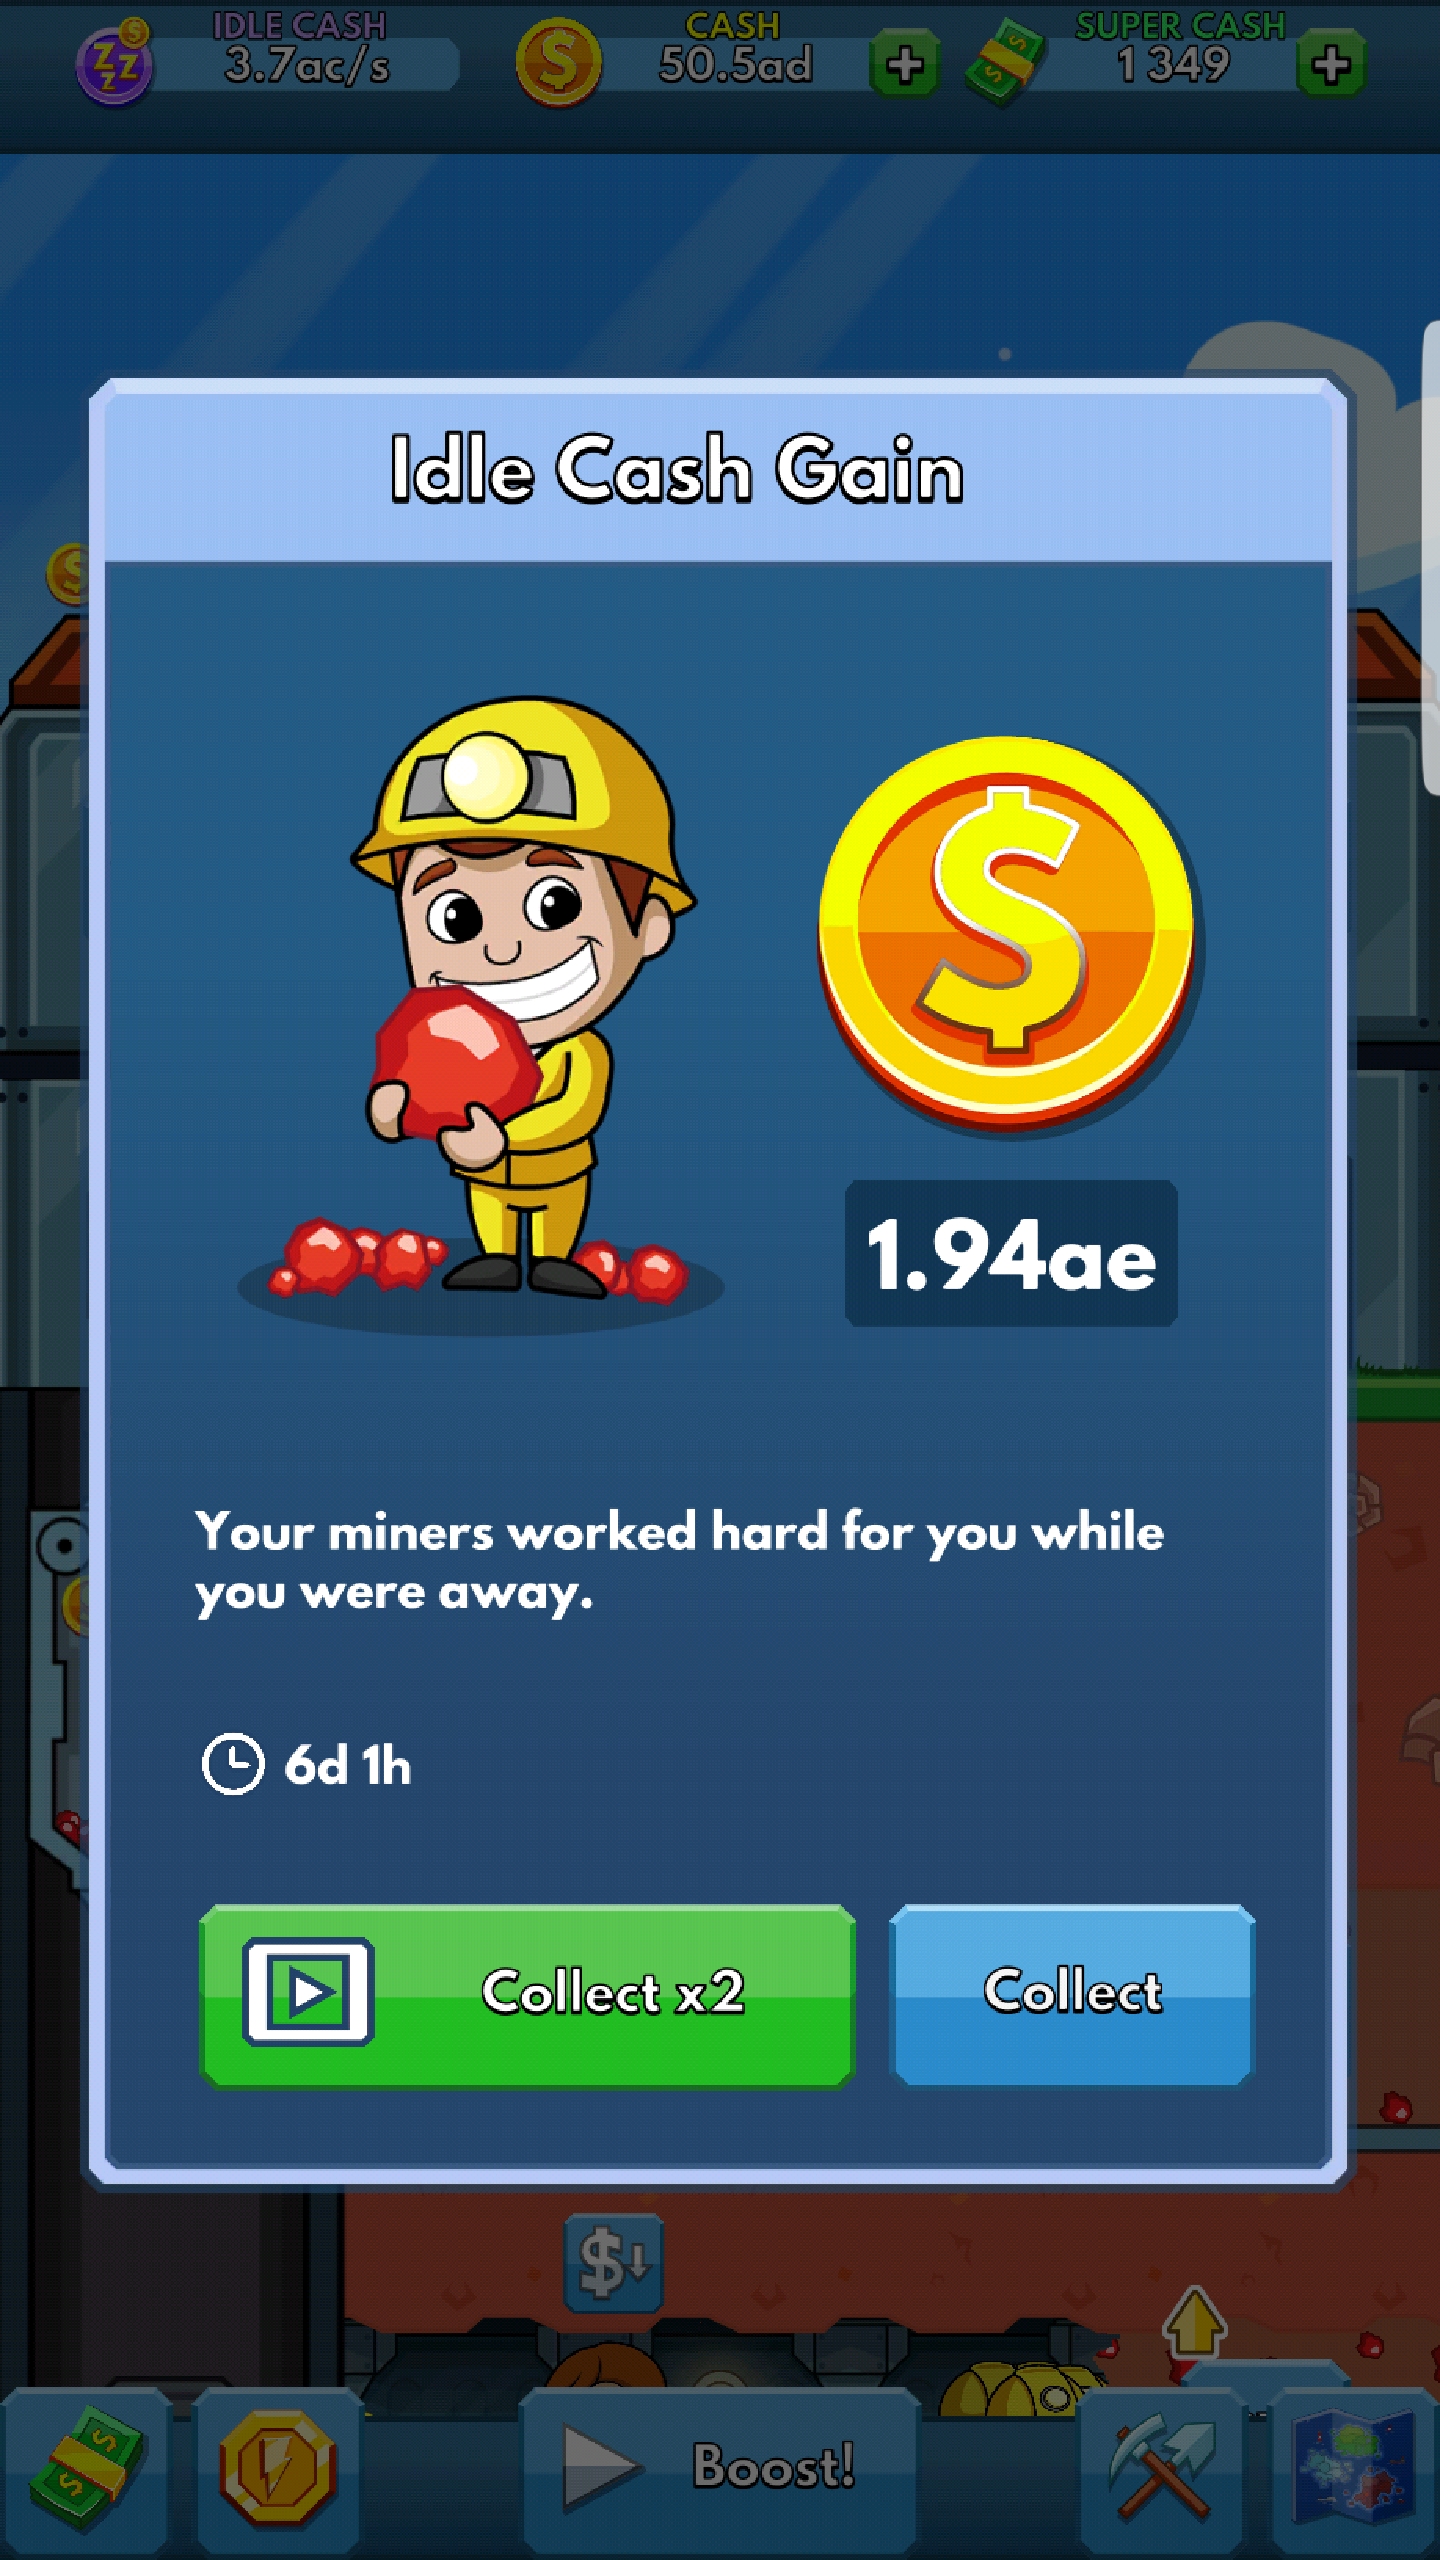 IDLE CASH
3.7ac/s
CASH
50.5ad
SUPER CASH
1 349
Idle Cash Gain
1.94ae
Your miners worked hard for you while
you were away.
6d 1h
Collect x2
Collect
Boost!